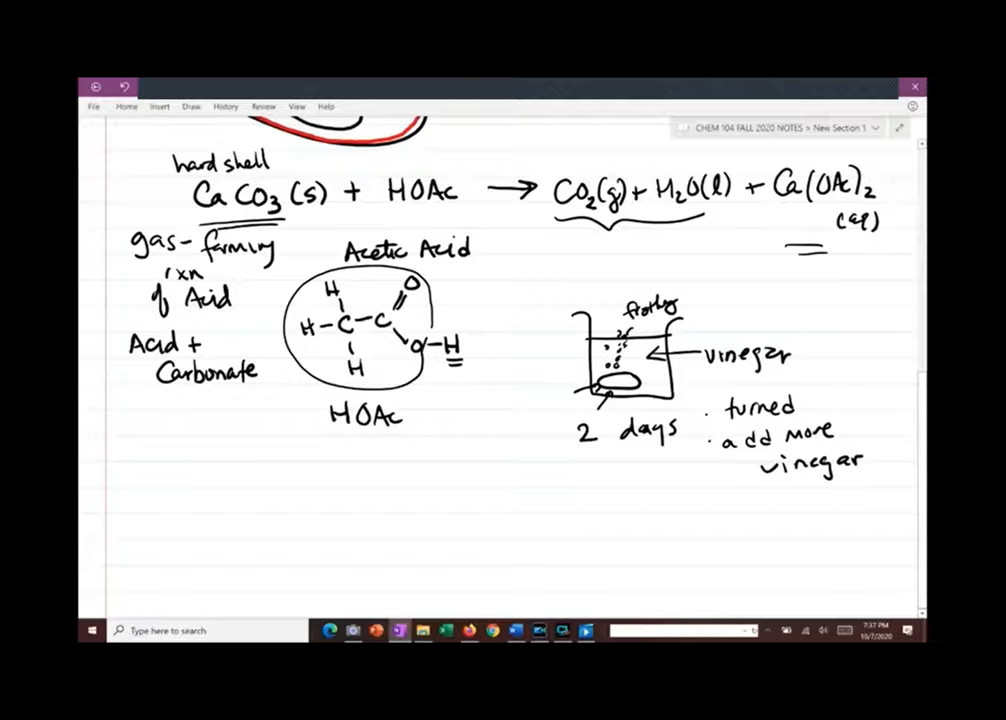 File Home Insert Draw History Review View Help
CHEM 104 FALL 2020 NOTES > New Section 1
hard shell
CaCO3(s) + HOAc → CO2(g) + H2O(l) + Ca(OAc)2
(aq)
gas-forming
rxn
of Acid
Acid +
Carbonate
Acetic Acid
H O
H-C-C
O-H
H
HOAc
frothing
vinegar
2 days
· turned
· add more
vinegar
Type here to search
7:37 PM
10/7/2020